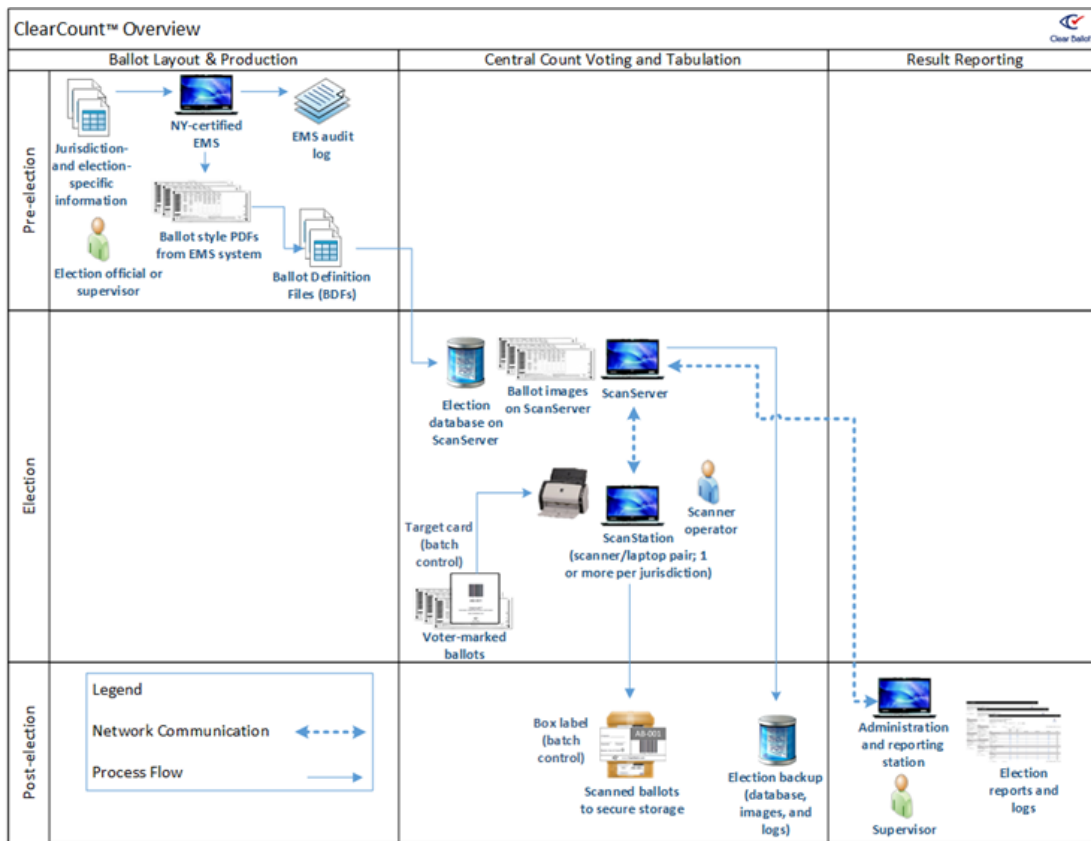 ClearCount™ Overview
Clear Ballot
Ballot Layout & Production
Central Count Voting and Tabulation
Result Reporting
Pre-election
Jurisdiction-
and election-
specific
information
NY-certified
EMS
EMS audit
log
Election official or
supervisor
Ballot style PDFs
from EMS system
Ballot Definition
Files (BDFs)
Election
Election
database on
ScanServer
Ballot images
on ScanServer
ScanServer
Target card
(batch
control)
Voter-marked
ballots
ScanStation
(scanner/laptop pair; 1
or more per jurisdiction)
Scanner
operator
Post-election
Legend
Network Communication
Process Flow
Box label
(batch
control)
AB-001
Scanned ballots
to secure storage
Election backup
(database,
images, and
logs)
Administration
and reporting
station
Supervisor
Election
reports and
logs